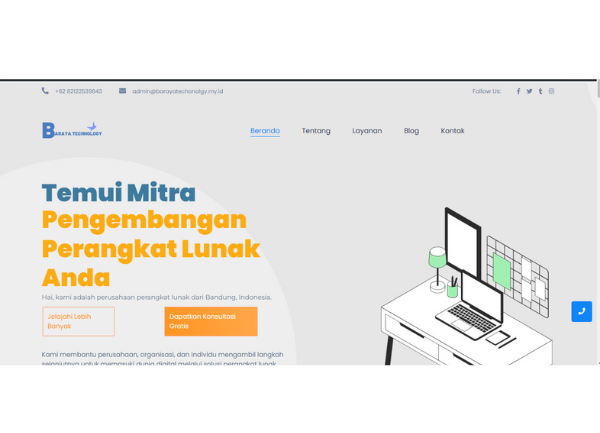 +62 82122539643
admin@barayatechonolgy.my.id
Follow Us:
BARAYA TECHNOLOGY
Beranda
Tentang
Layanan
Blog
Kontak
Temui Mitra
Pengembangan
Perangkat Lunak
Anda
Hai, kami adalah perusahaan perangkat lunak dari Bandung, Indonesia.
Jelajahi Lebih
Banyak
Dapatkan Konsultasi
Gratis
Kami membantu perusahaan, organisasi, dan individu mengambil langkah
selanjutnya untuk memasuki dunia digital melalui solusi perangkat lunak